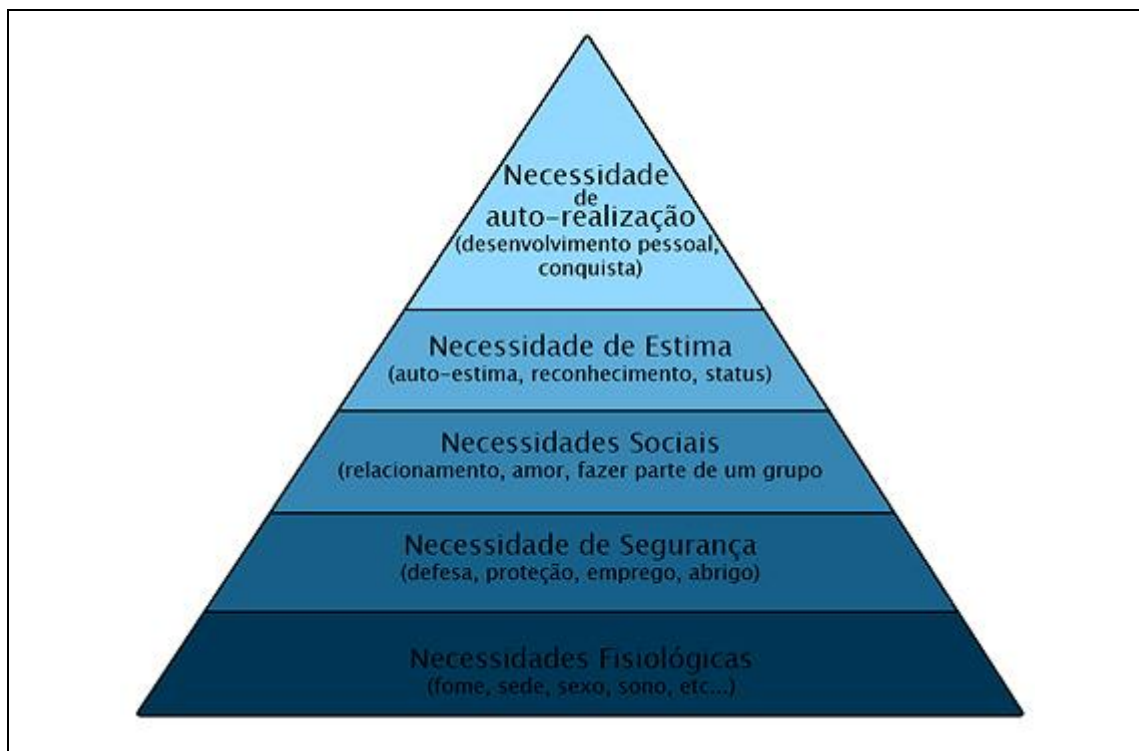 Necessidade
de
auto-realização
(desenvolvimento pessoal,
conquista)
Necessidade de Estima
(auto-estima, reconhecimento, status)
Necessidades Sociais
(relacionamento, amor, fazer parte de um grupo
Necessidade de Segurança
(defesa, proteção, emprego, abrigo)
Necessidades Fisiológicas
(fome, sede, sexo, sono, etc...)